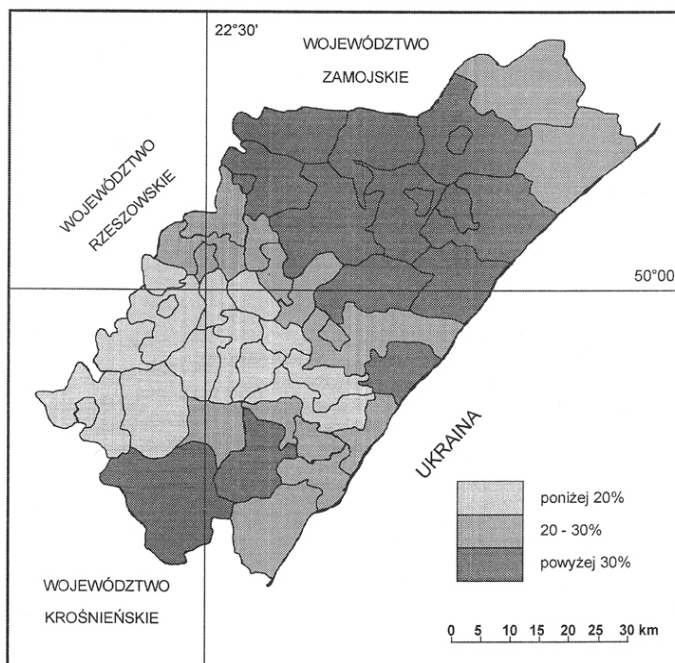 22°30'
WOJEWÓDZTWO
ZAMOJSKIE
WOJEWÓDZTWO
RZESZOWSKIE
50°00
UKRAINA
poniżej 20%
20 - 30%
powyżej 30%
WOJEWÓDZTWO
KROŚNIEŃSKIE
0 5 10 15 20 25 30 km